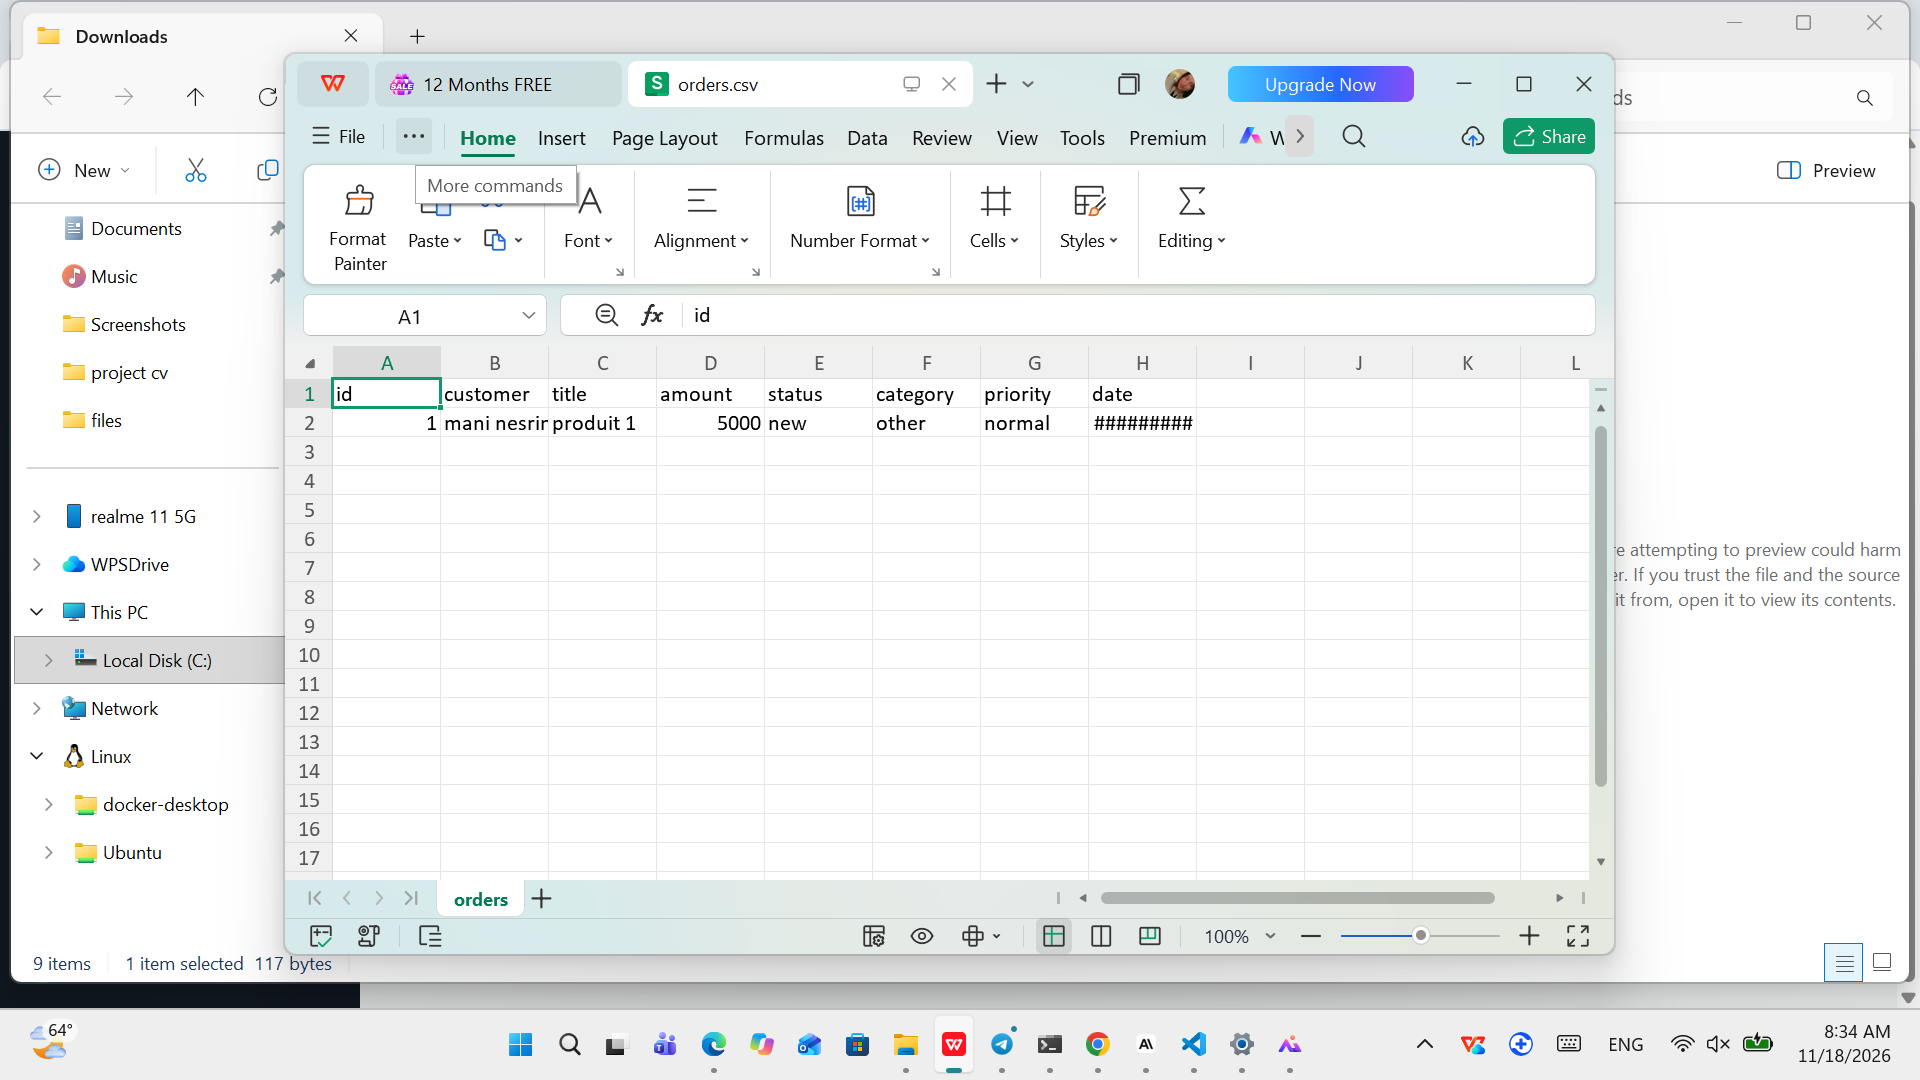 Downloads
12 Months FREE
orders.csv
Upgrade Now
ds
File
Home
Insert
Page Layout
Formulas
Data
Review
View
Tools
Premium
W
Share
New
More commands
Preview
Format Painter
Paste
Font
Alignment
Number Format
Cells
Styles
Editing
A1
fx
id
A B C D E F G H I J K L
1 id customer title amount status category priority date
2 1 mani nesrir produit 1 5000 new other normal #########
3
4
5
6
7
8
9
10
11
12
13
14
15
16
17
Documents
Music
Screenshots
project cv
files
realme 11 5G
WPSDrive
This PC
Local Disk (C:)
Network
Linux
docker-desktop
Ubuntu
e attempting to preview could harm
er. If you trust the file and the source
it from, open it to view its contents.
orders
100%
9 items
1 item selected 117 bytes
64°
ENG
8:34 AM
11/18/2026